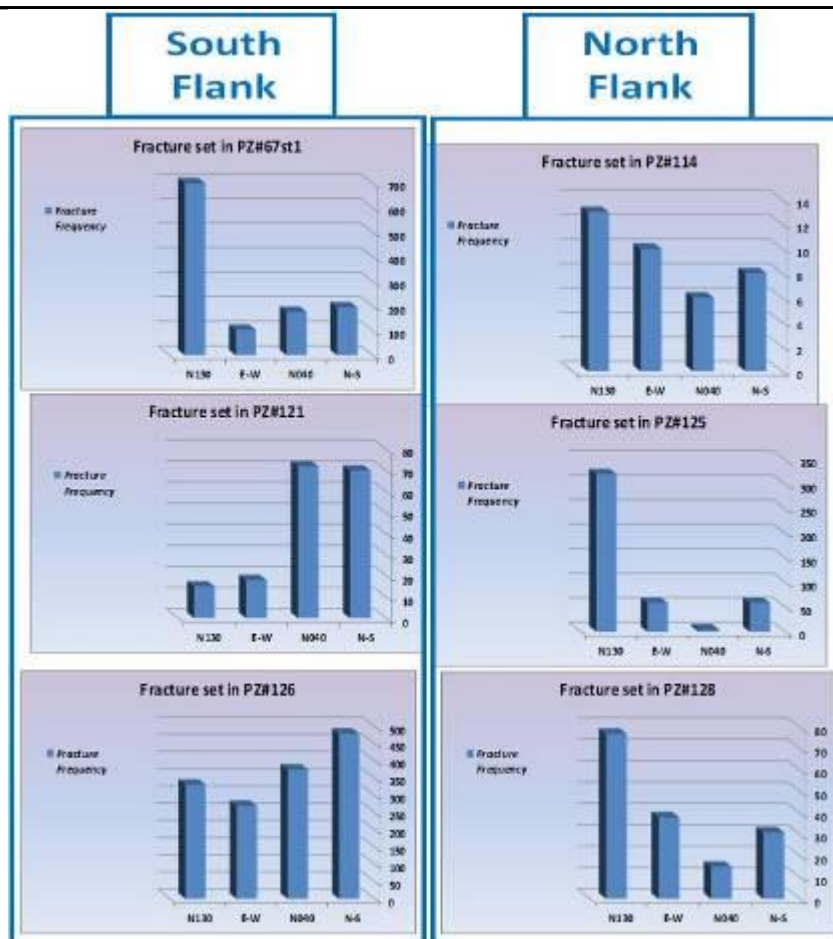 South
Flank
Fracture set in PZ#67st1
Fracture
Frequency
700
600
500
400
300
200
100
0
N130 E-W N040 N-S
Fracture set in PZ#121
Fracture
Frequency
80
70
60
50
40
30
20
10
0
N130 E-W N040 N-S
Fracture set in PZ#126
Fracture
Frequency
500
450
400
350
300
250
200
150
100
50
0
N130 E-W N040 N-S
North
Flank
Fracture set in PZ#114
Fracture
Frequency
14
12
10
8
6
4
2
0
N130 E-W N040 N-S
Fracture set in PZ#125
Fracture
Frequency
350
300
250
200
150
100
50
0
N130 E-W N040 N-S
Fracture set in PZ#128
Fracture
Frequency
80
70
60
50
40
30
20
10
0
N130 E-W N040 N-S